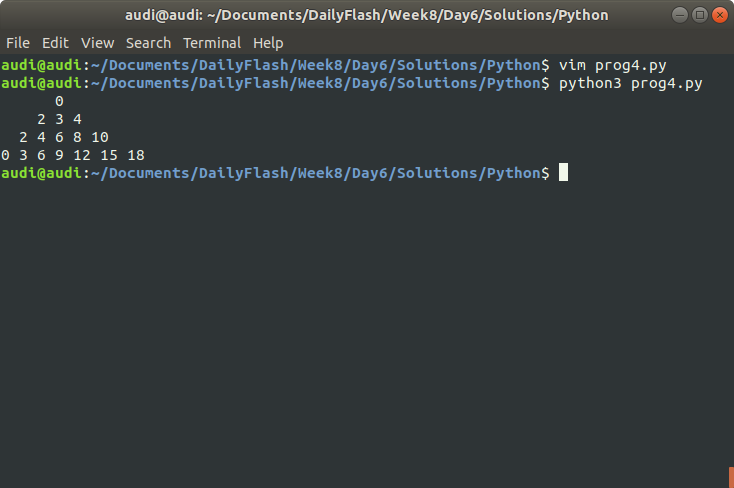 audi@audi: ~/Documents/DailyFlash/Week8/Day6/Solutions/Python
File Edit View Search Terminal Help
audi@audi:~/Documents/DailyFlash/Week8/Day6/Solutions/Python$ vim prog4.py
audi@audi:~/Documents/DailyFlash/Week8/Day6/Solutions/Python$ python3 prog4.py
      0
    2 3 4
  2 4 6 8 10
0 3 6 9 12 15 18
audi@audi:~/Documents/DailyFlash/Week8/Day6/Solutions/Python$